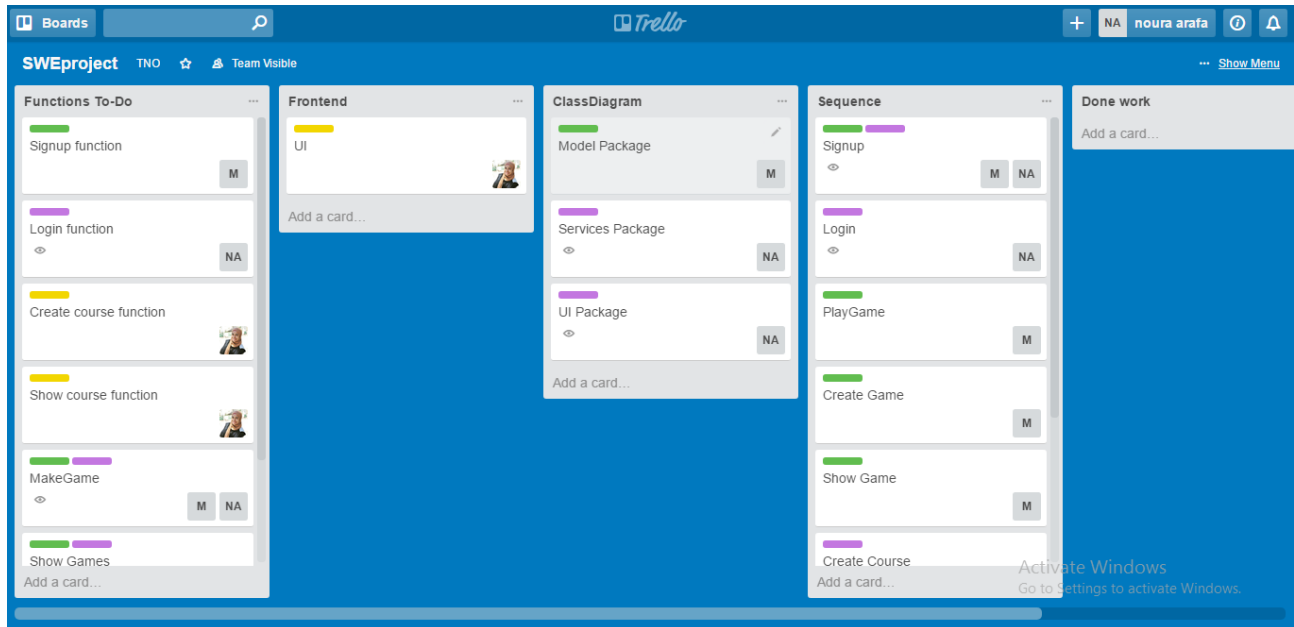 Boards
Trello
NA noura arafa
SWEproject TNO Team Visible
... Show Menu
Functions To-Do ...
Signup function
M
Login function
NA
Create course function
Show course function
MakeGame
M NA
Show Games
Add a card...
Frontend ...
UI
Add a card...
ClassDiagram ...
Model Package
M
Services Package
NA
UI Package
NA
Add a card...
Sequence ...
Signup
M NA
Login
NA
PlayGame
M
Create Game
M
Show Game
M
Create Course
Add a card...
Done work
Add a card...
Activate Windows
Go to Settings to activate Windows.